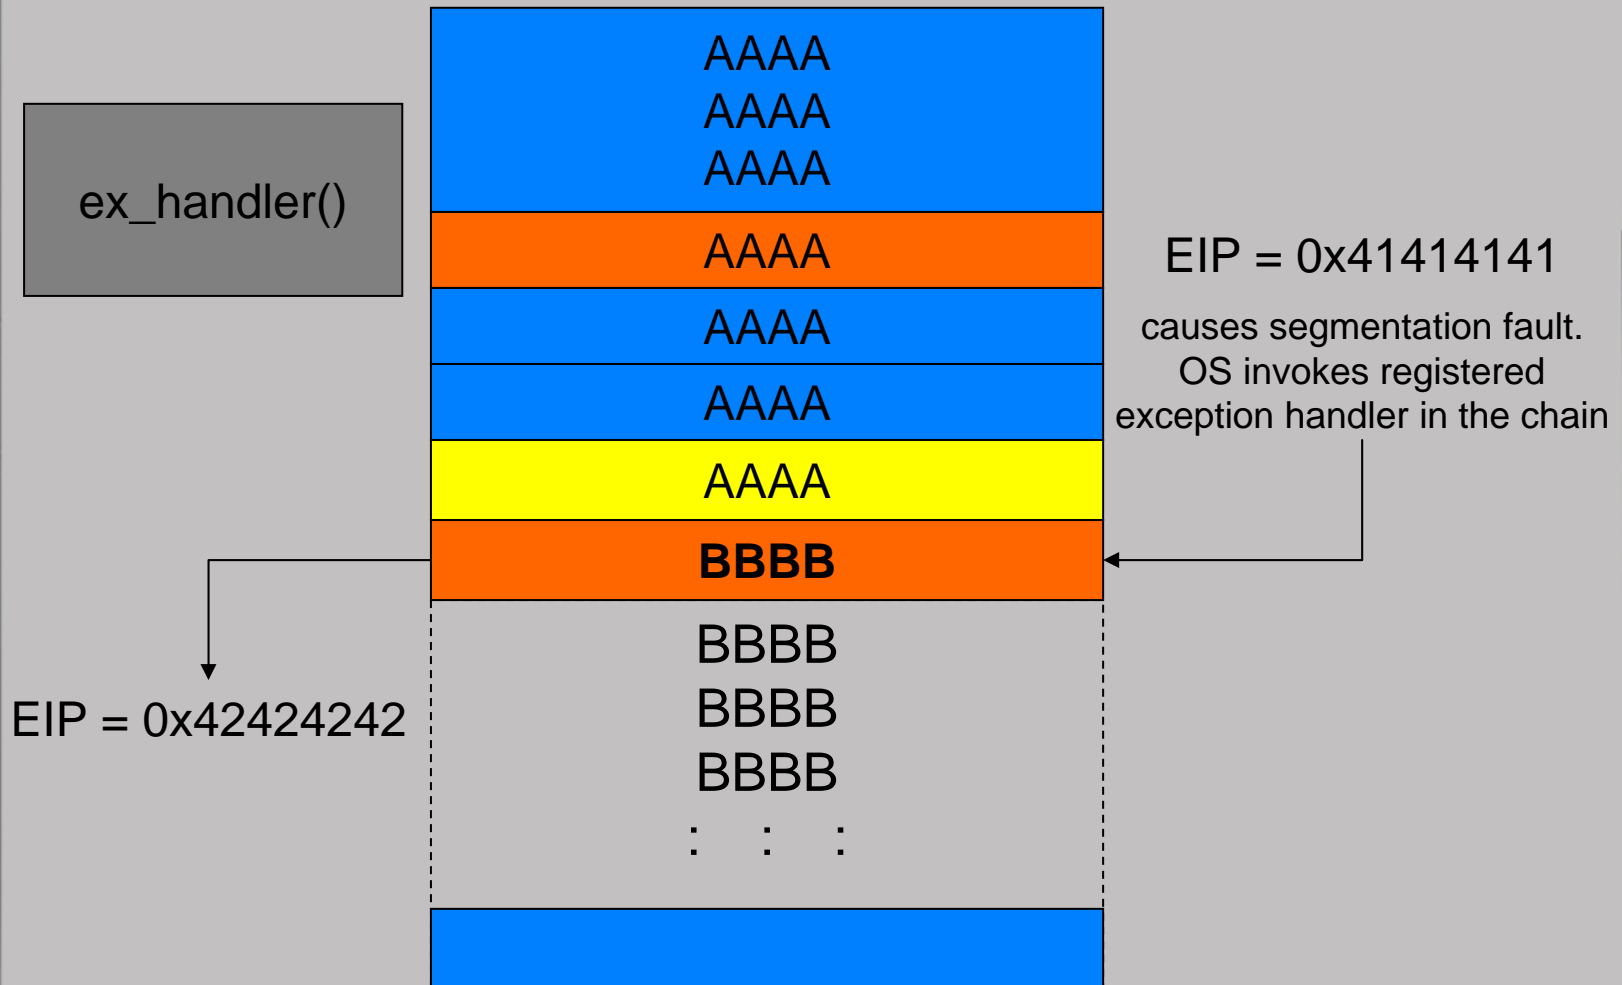 AAAA
AAAA
AAAA
ex_handler()
AAAA
EIP = 0x41414141
AAAA
causes segmentation fault.
OS invokes registered
exception handler in the chain
AAAA
AAAA
BBBB
BBBB
EIP = 0x42424242
BBBB
BBBB
: : :